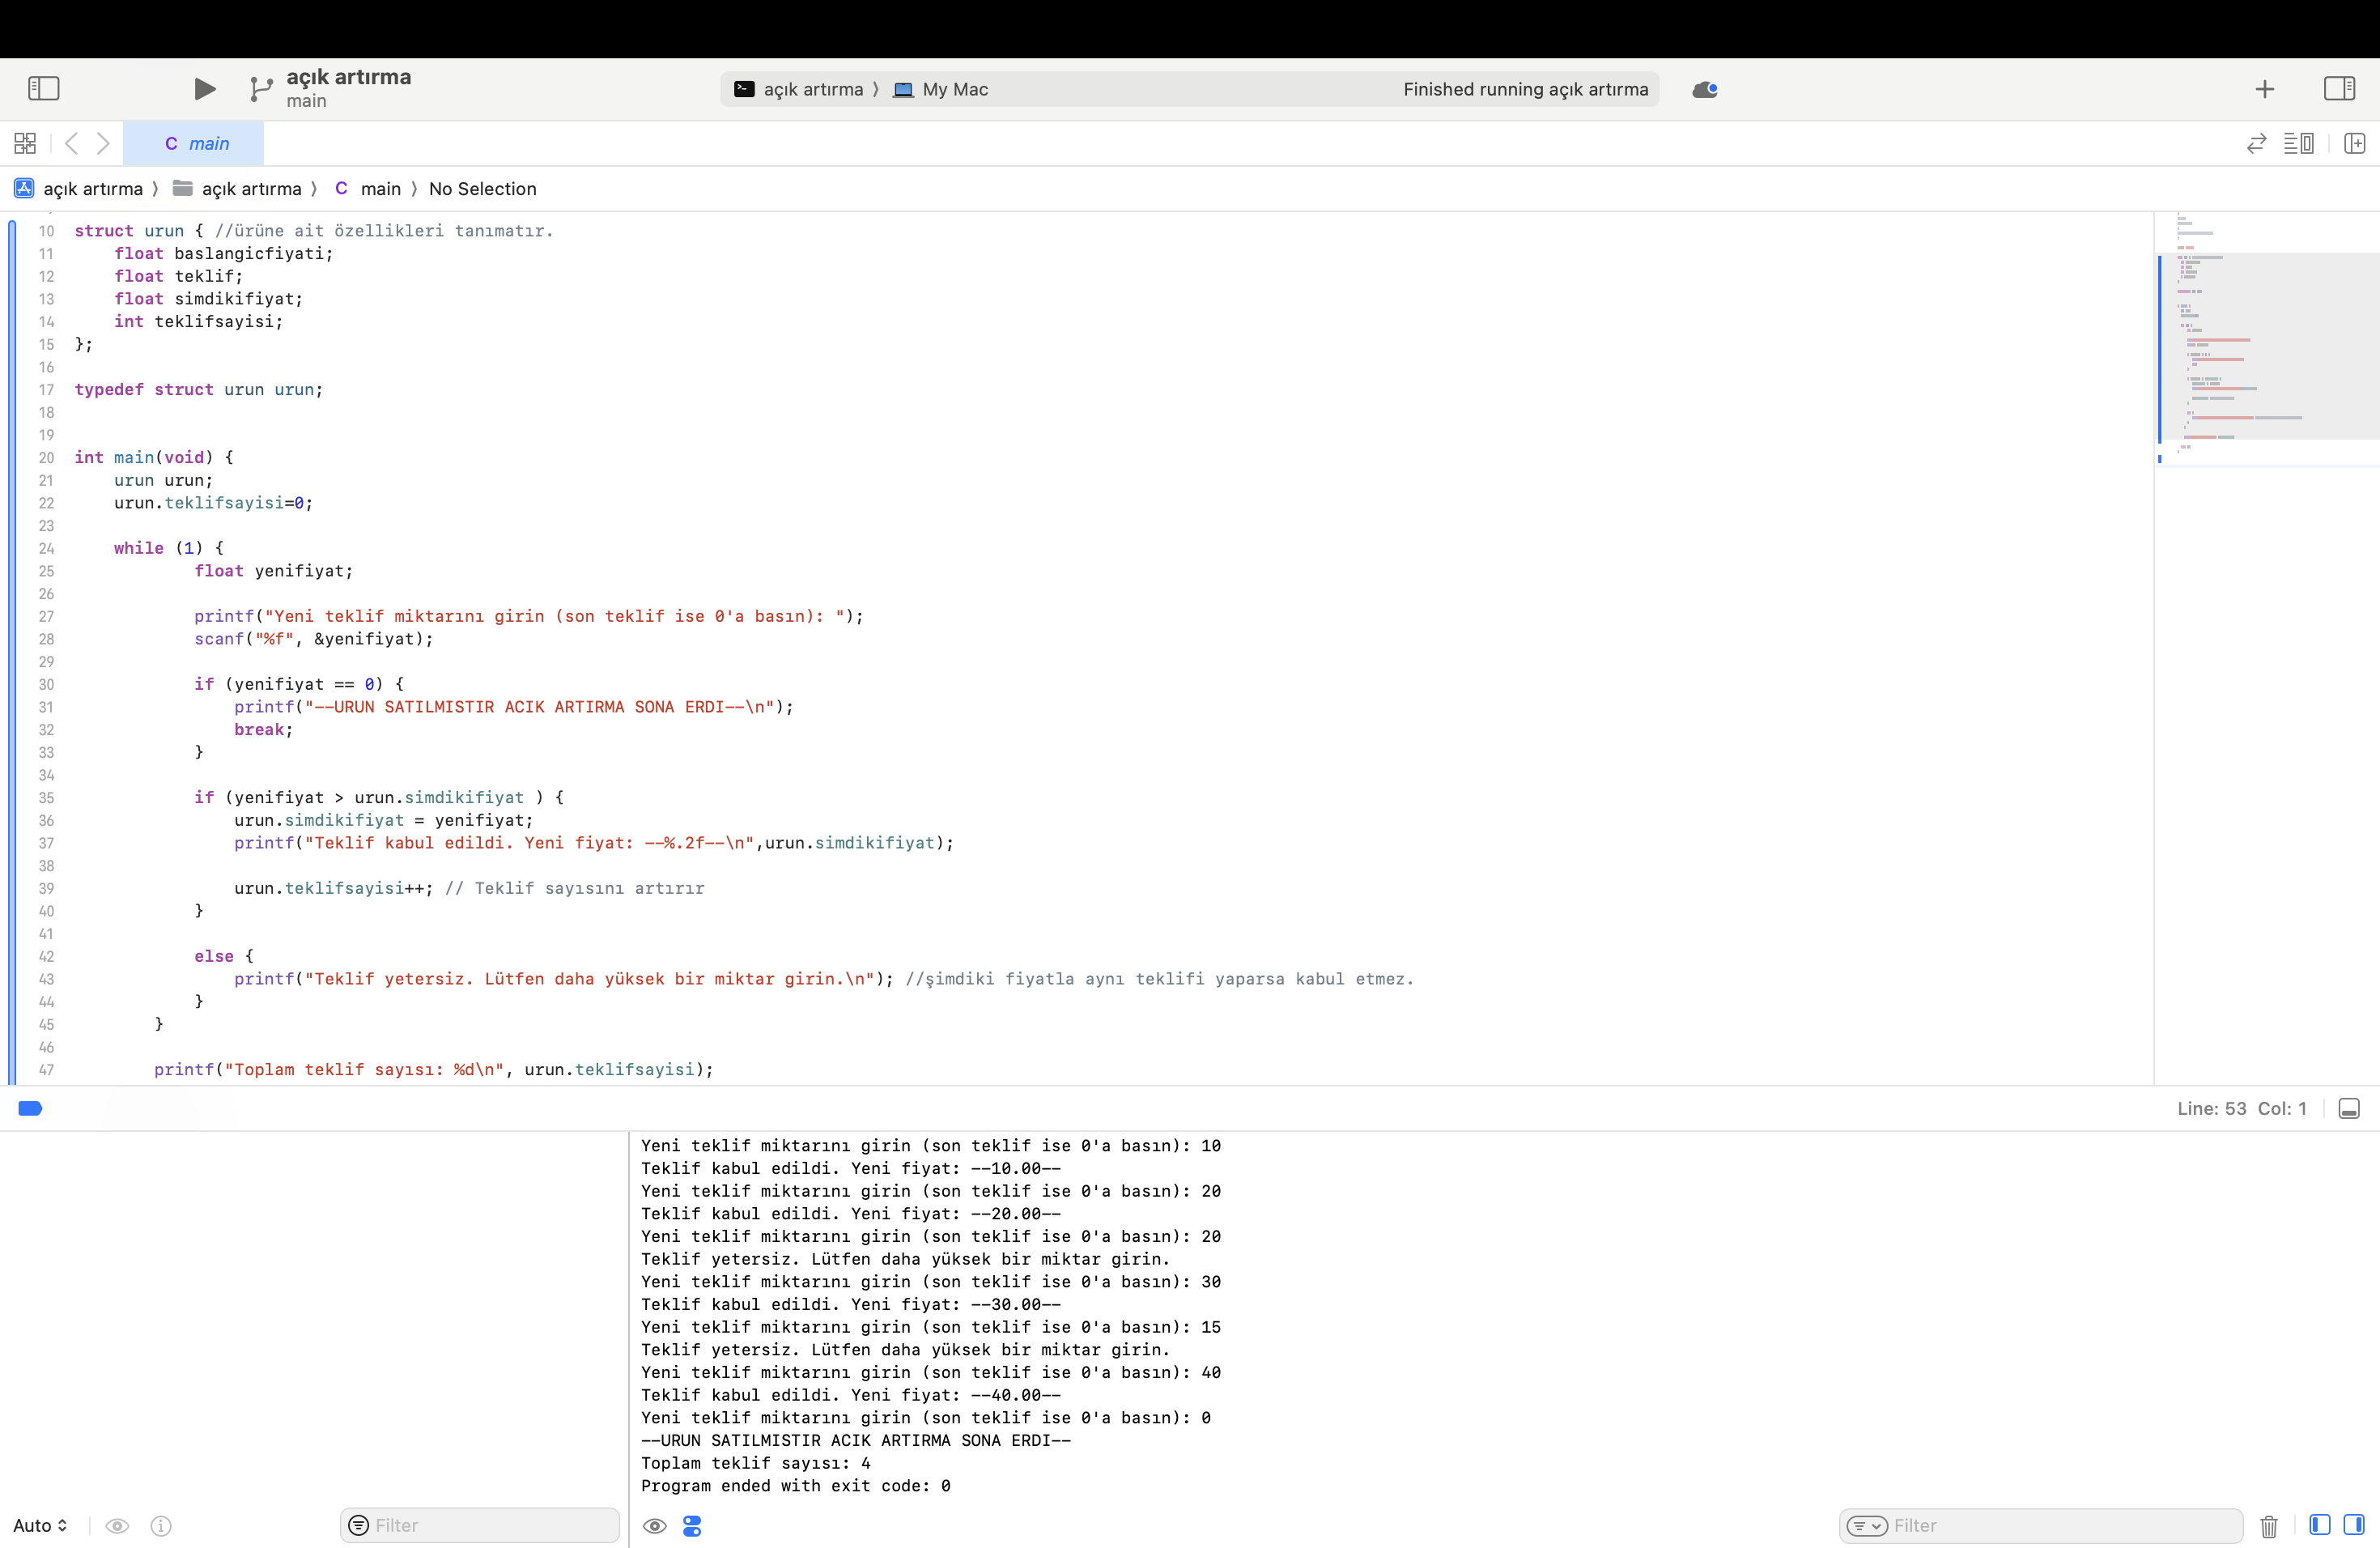 açık artırma
main
açık artırma 〉 My Mac
Finished running açık artırma
C main
açık artırma 〉 açık artırma 〉 C main 〉 No Selection
10 struct urun { //ürüne ait özellikleri tanımatır.
11     float baslangicfiyati;
12     float teklif;
13     float simdikifiyat;
14     int teklifsayisi;
15 };
16
17 typedef struct urun urun;
18
19
20 int main(void) {
21     urun urun;
22     urun.teklifsayisi=0;
23
24     while (1) {
25             float yenifiyat;
26
27             printf("Yeni teklif miktarını girin (son teklif ise 0'a basın): ");
28             scanf("%f", &yenifiyat);
29
30             if (yenifiyat == 0) {
31                 printf("--URUN SATILMISTIR ACIK ARTIRMA SONA ERDI--\n");
32                 break;
33             }
34
35             if (yenifiyat > urun.simdikifiyat ) {
36                 urun.simdikifiyat = yenifiyat;
37                 printf("Teklif kabul edildi. Yeni fiyat: --%.2f--\n",urun.simdikifiyat);
38
39                 urun.teklifsayisi++; // Teklif sayısını artırır
40             }
41
42             else {
43                 printf("Teklif yetersiz. Lütfen daha yüksek bir miktar girin.\n"); //şimdiki fiyatla aynı teklifi yaparsa kabul etmez.
44             }
45         }
46
47         printf("Toplam teklif sayısı: %d\n", urun.teklifsayisi);
Line: 53 Col: 1
Yeni teklif miktarını girin (son teklif ise 0'a basın): 10
Teklif kabul edildi. Yeni fiyat: --10.00--
Yeni teklif miktarını girin (son teklif ise 0'a basın): 20
Teklif kabul edildi. Yeni fiyat: --20.00--
Yeni teklif miktarını girin (son teklif ise 0'a basın): 20
Teklif yetersiz. Lütfen daha yüksek bir miktar girin.
Yeni teklif miktarını girin (son teklif ise 0'a basın): 30
Teklif kabul edildi. Yeni fiyat: --30.00--
Yeni teklif miktarını girin (son teklif ise 0'a basın): 15
Teklif yetersiz. Lütfen daha yüksek bir miktar girin.
Yeni teklif miktarını girin (son teklif ise 0'a basın): 40
Teklif kabul edildi. Yeni fiyat: --40.00--
Yeni teklif miktarını girin (son teklif ise 0'a basın): 0
--URUN SATILMISTIR ACIK ARTIRMA SONA ERDI--
Toplam teklif sayısı: 4
Program ended with exit code: 0
Auto
Filter
Filter